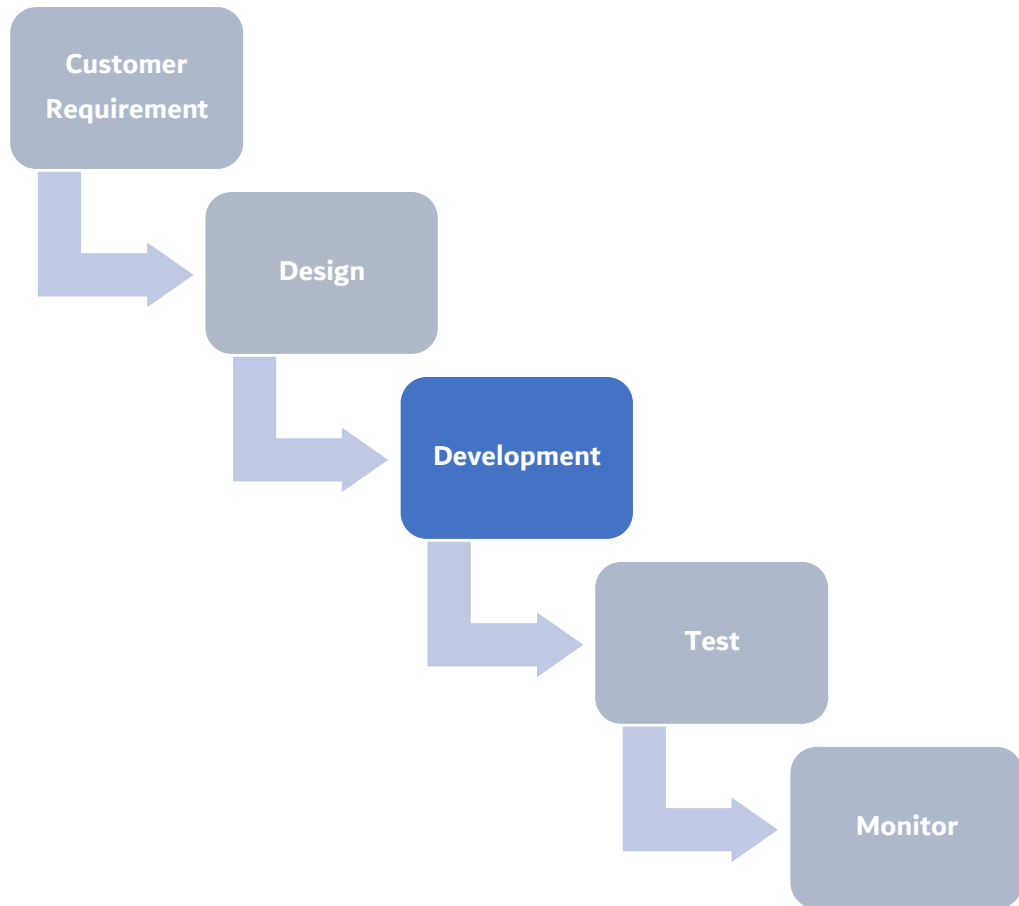 Customer
Requirement
Design
Development
Test
Monitor